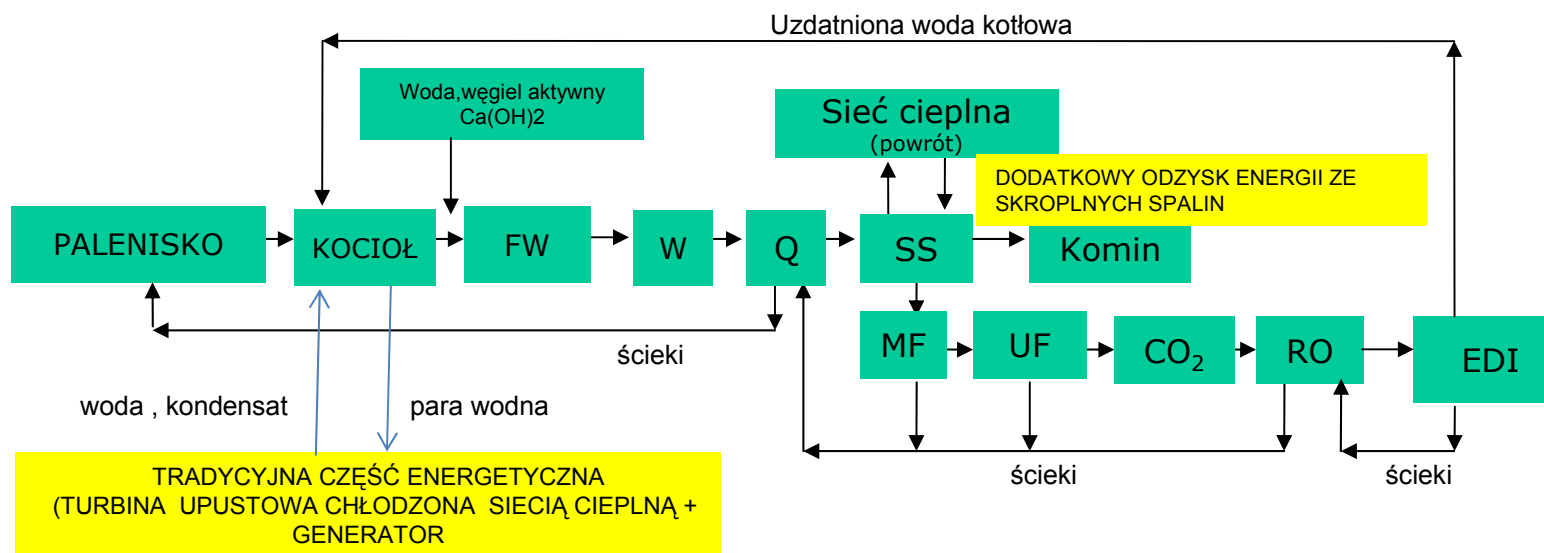 Uzdatniona woda kotłowa
Woda,węgiel aktywny
Ca(OH)2
Sieć cieplna
(powrót)
DODATKOWY ODZYSK ENERGII ZE
SKROPLNYCH SPALIN
PALENISKO
KOCIOŁ
FW
W
Q
SS
Komin
MF
UF
CO₂
RO
EDI
ścieki
woda , kondensat
para wodna
ścieki
ścieki
TRADYCYJNA CZĘŚĆ ENERGETYCZNA
(TURBINA UPUSTOWA CHŁODZONA SIECIĄ CIEPLNĄ +
GENERATOR